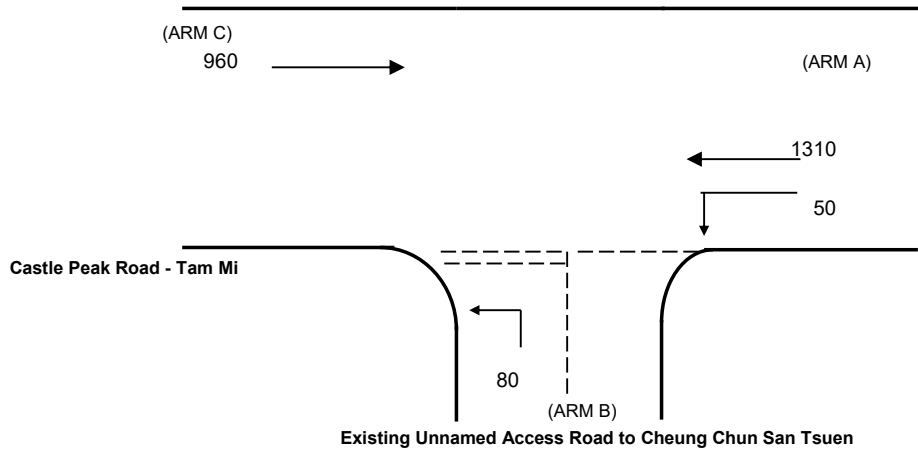 (ARM C)
960
(ARM A)
1310
50
Castle Peak Road - Tam Mi
80
(ARM B)
Existing Unnamed Access Road to Cheung Chun San Tsuen